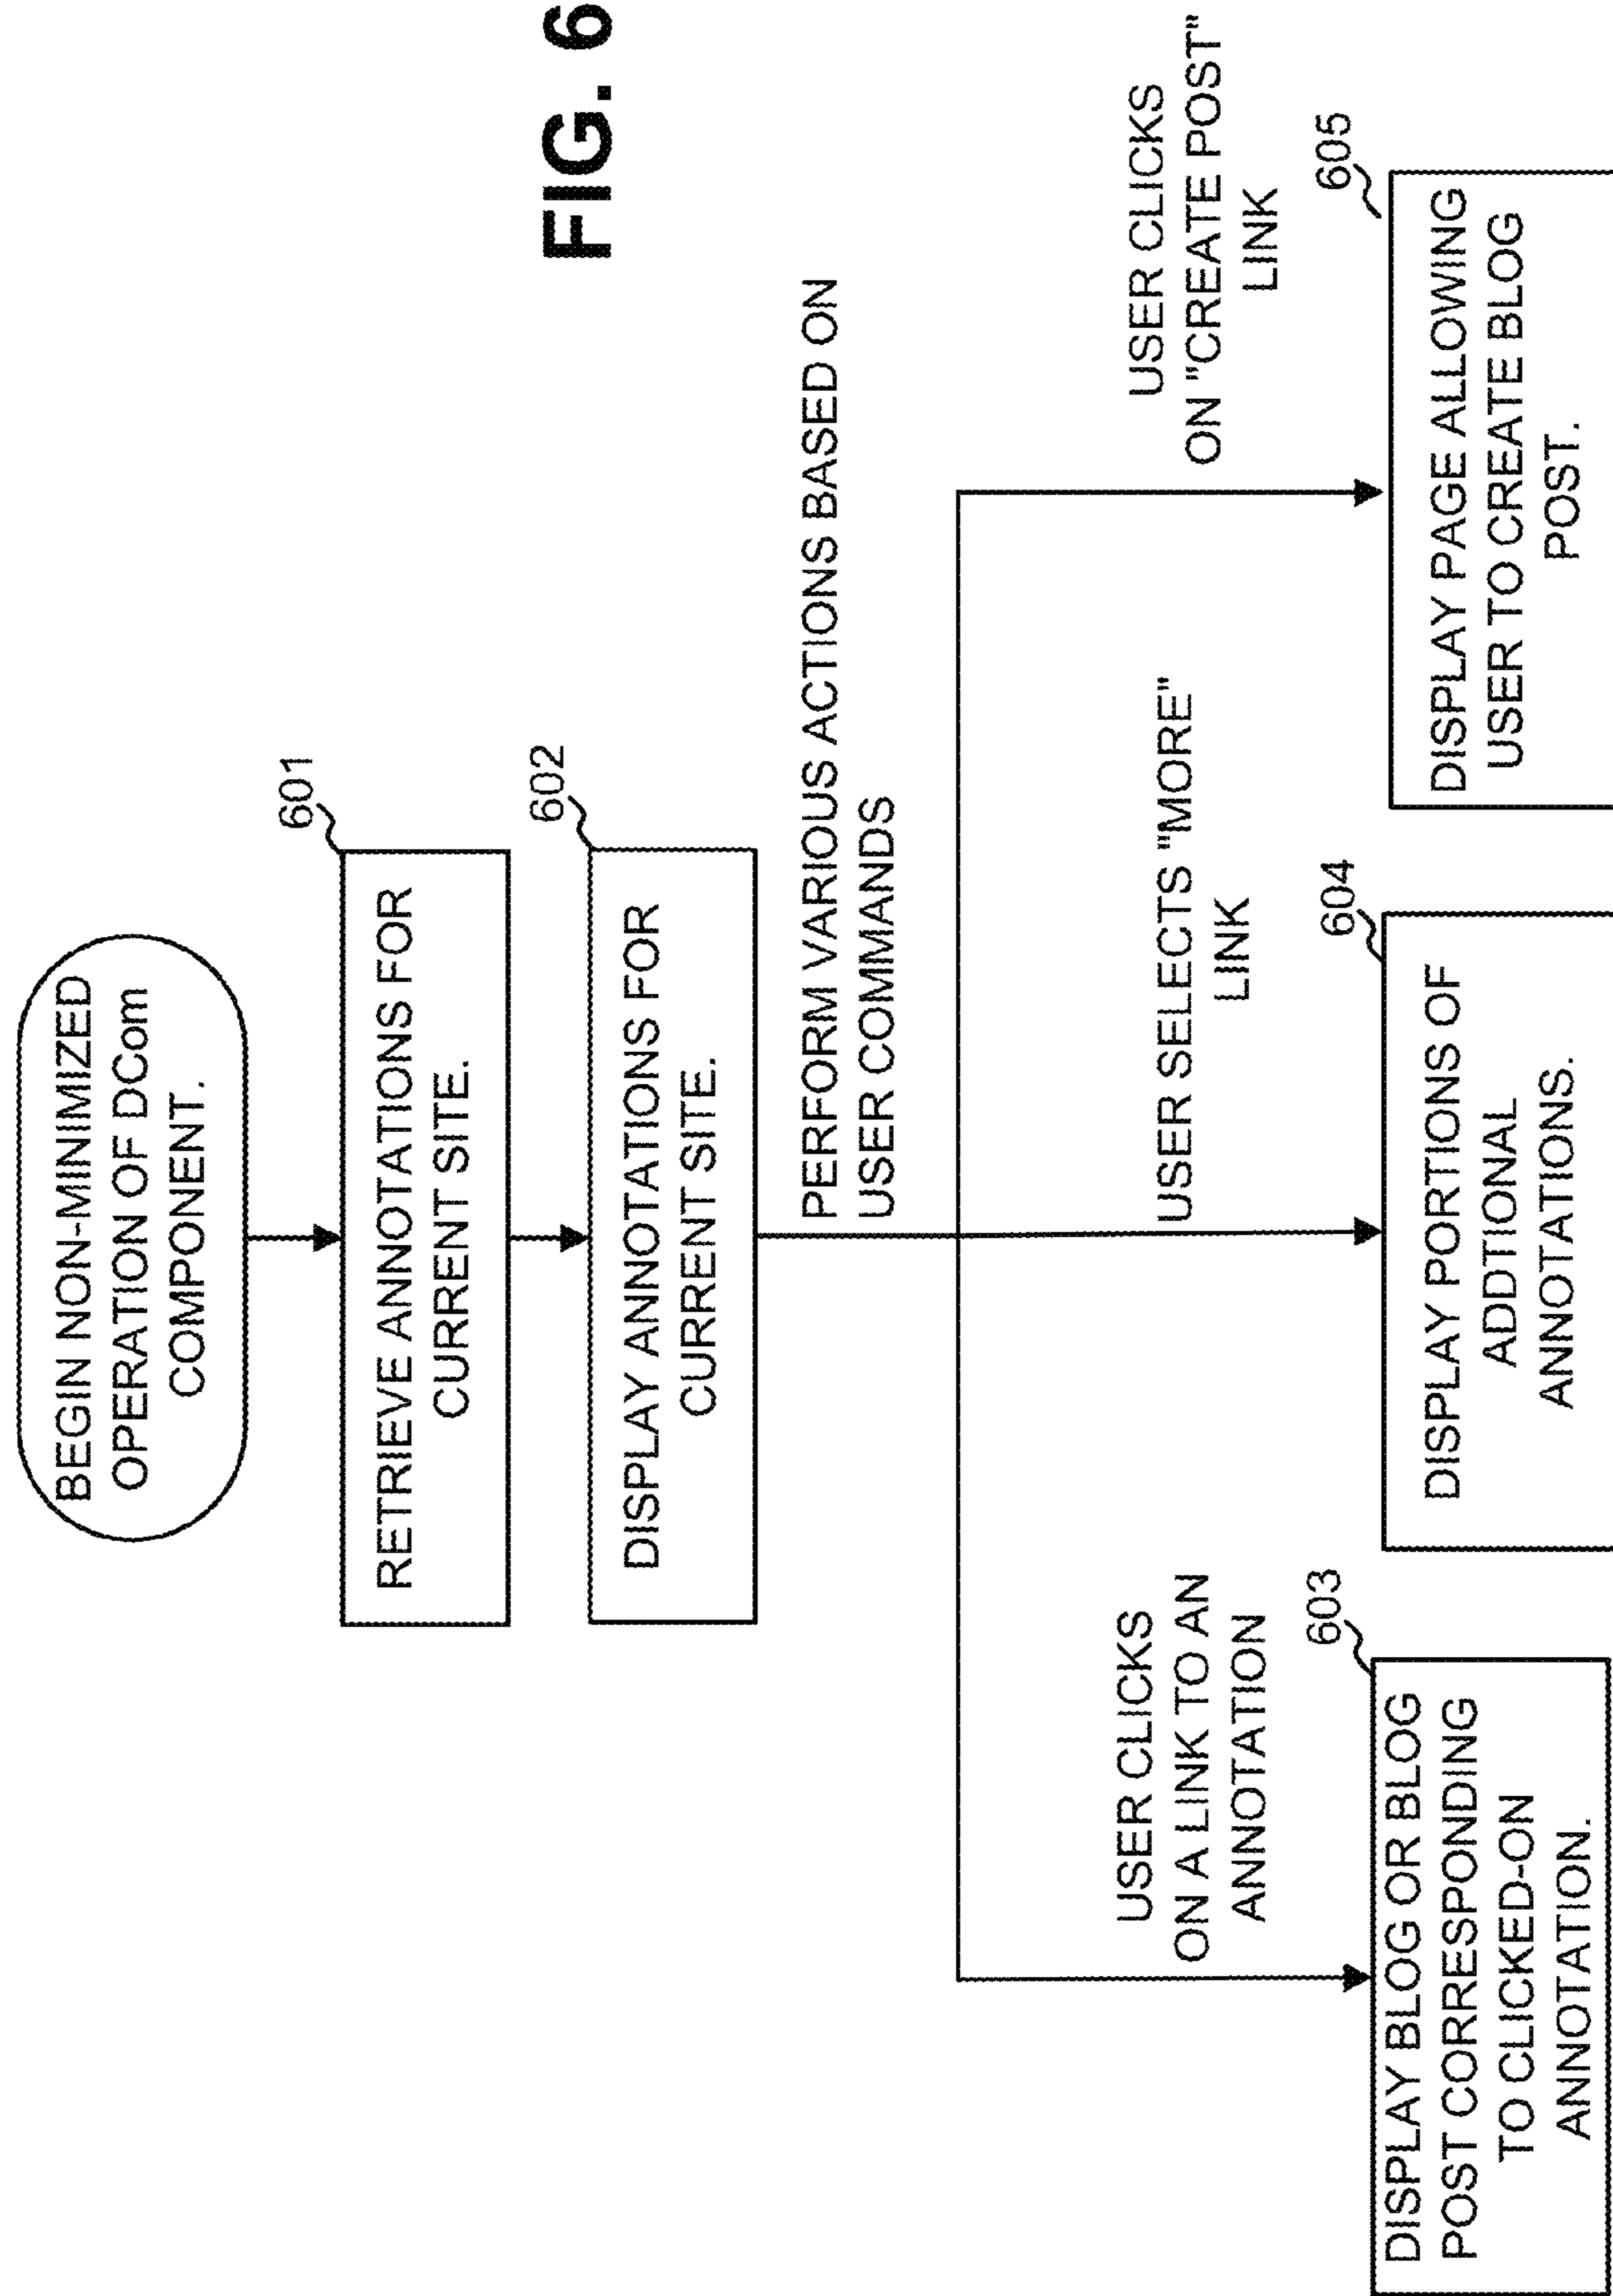 BEGIN NON-MINIMIZED
OPERATION OF DCom
COMPONENT.
601
RETRIEVE ANNOTATIONS FOR
CURRENT SITE.
602
DISPLAY ANNOTATIONS FOR
CURRENT SITE.
FIG. 6
PERFORM VARIOUS ACTIONS BASED ON
USER COMMANDS
USER CLICKS
ON A LINK TO AN
ANNOTATION
603
DISPLAY BLOG OR BLOG
POST CORRESPONDING
TO CLICKED-ON
ANNOTATION.
USER SELECTS "MORE"
LINK
604
DISPLAY PORTIONS OF
ADDTIONAL
ANNOTATIONS.
USER CLICKS
ON "CREATE POST"
LINK
605
DISPLAY PAGE ALLOWING
USER TO CREATE BLOG
POST.